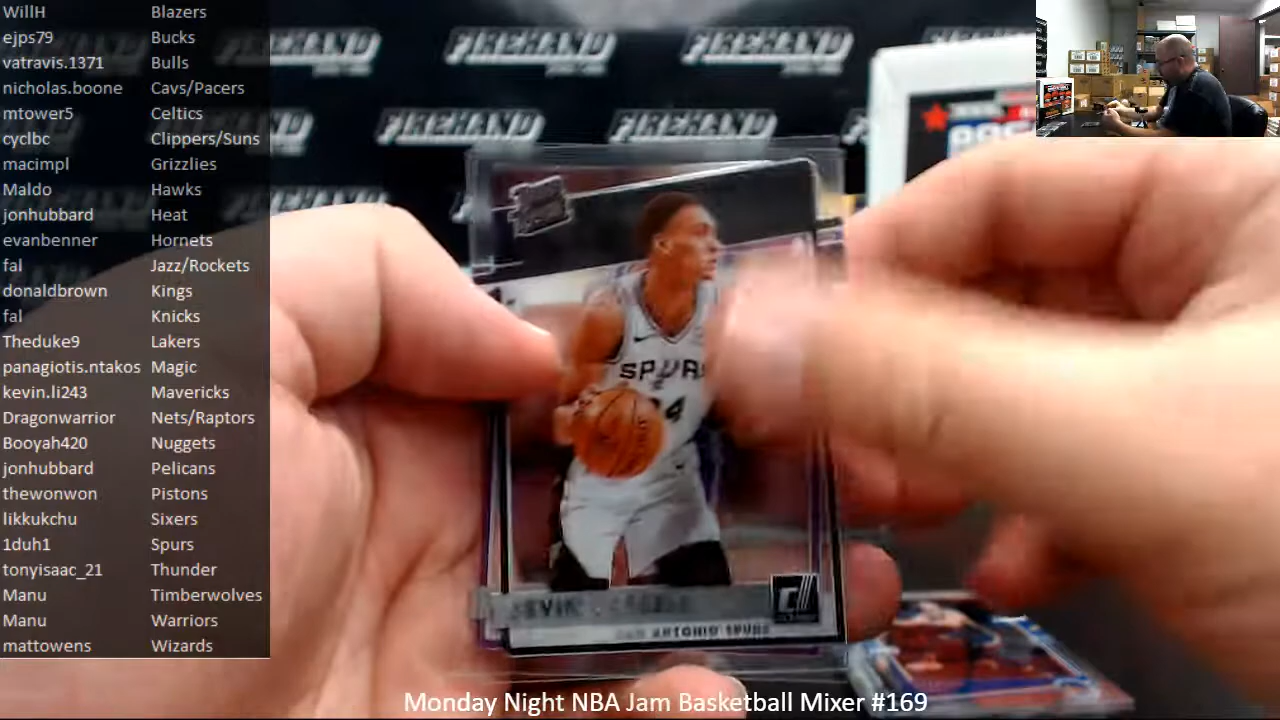 WillH Blazers
ejps79 Bucks
vatravis.1371 Bulls
nicholas.boone Cavs/Pacers
mtower5 Celtics
cyclbc Clippers/Suns
macimpl Grizzlies
Maldo Hawks
jonhubbard Heat
evanbenner Hornets
fal Jazz/Rockets
donaldbrown Kings
fal Knicks
Theduke9 Lakers
panagiotis.ntakos Magic
kevin.li243 Mavericks
Dragonwarrior Nets/Raptors
Booyah420 Nuggets
jonhubbard Pelicans
thewonwon Pistons
likkukchu Sixers
1duh1 Spurs
tonyisaac_21 Thunder
Manu Timberwolves
Manu Warriors
mattowens Wizards
FIREHAND FIREHAND FIREHAND
FIREHAND FIREHAND
SPUR
SAN ANTONIO SPURS
Monday Night NBA Jam Basketball Mixer #169